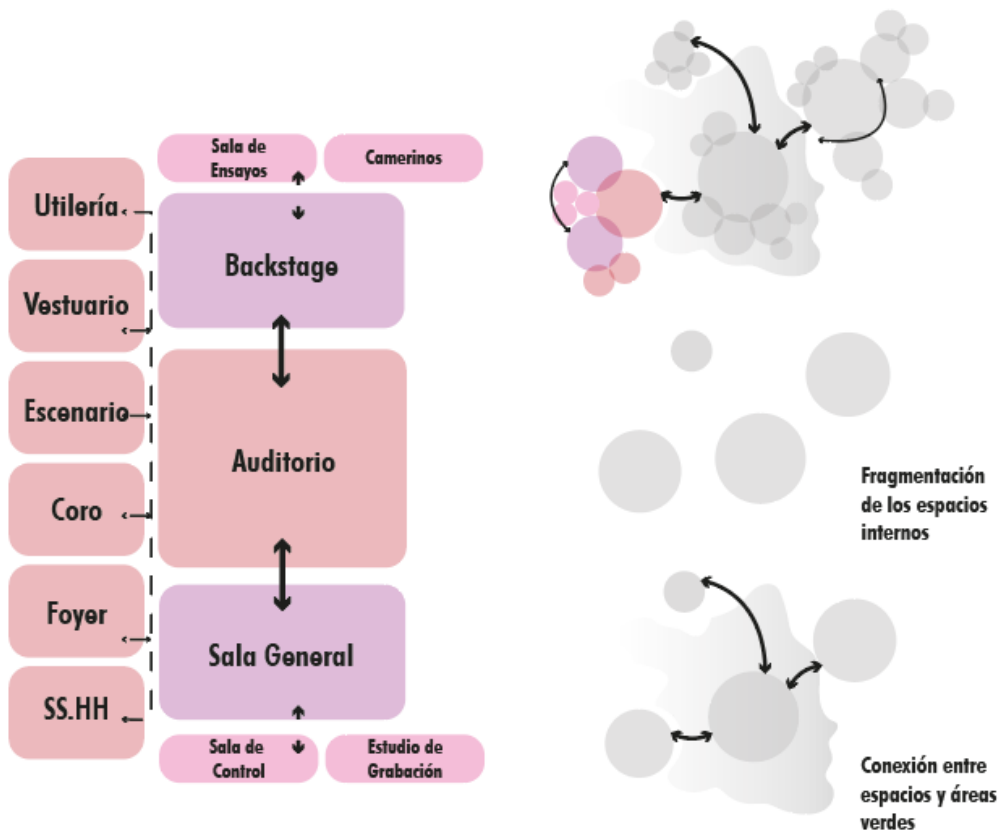 Sala de
Ensayos
Camerinos
Utilería
Backstage
Vestuario
Escenario
Auditorio
Coro
Foyer
Sala General
SS.HH
Sala de
Control
Estudio de
Grabación
Fragmentación
de los espacios
internos
Conexión entre
espacios y áreas
verdes